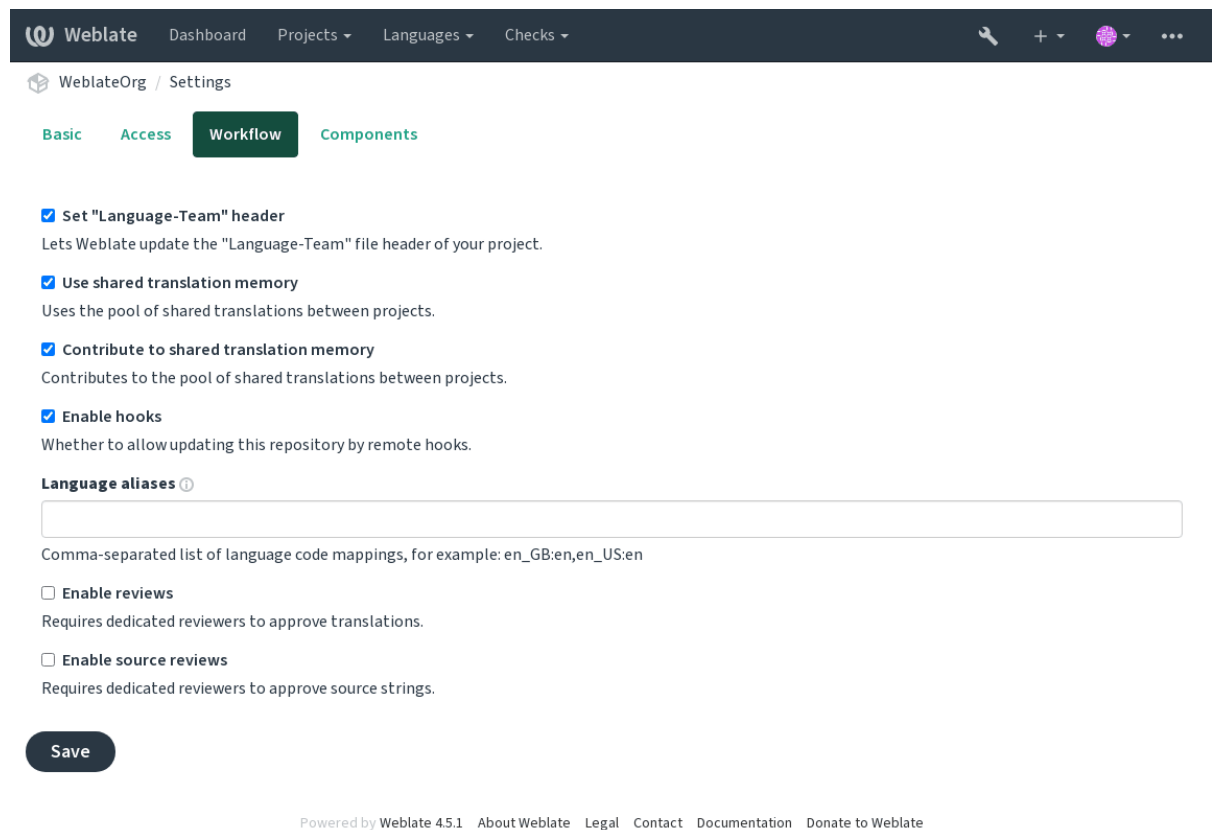 Weblate Dashboard Projects Languages Checks
WeblateOrg / Settings
Basic Access Workflow Components
Set "Language-Team" header
Lets Weblate update the "Language-Team" file header of your project.
Use shared translation memory
Uses the pool of shared translations between projects.
Contribute to shared translation memory
Contributes to the pool of shared translations between projects.
Enable hooks
Whether to allow updating this repository by remote hooks.
Language aliases
Comma-separated list of language code mappings, for example: en_GB:en,en_US:en
Enable reviews
Requires dedicated reviewers to approve translations.
Enable source reviews
Requires dedicated reviewers to approve source strings.
Save
Powered by Weblate 4.5.1 About Weblate Legal Contact Documentation Donate to Weblate